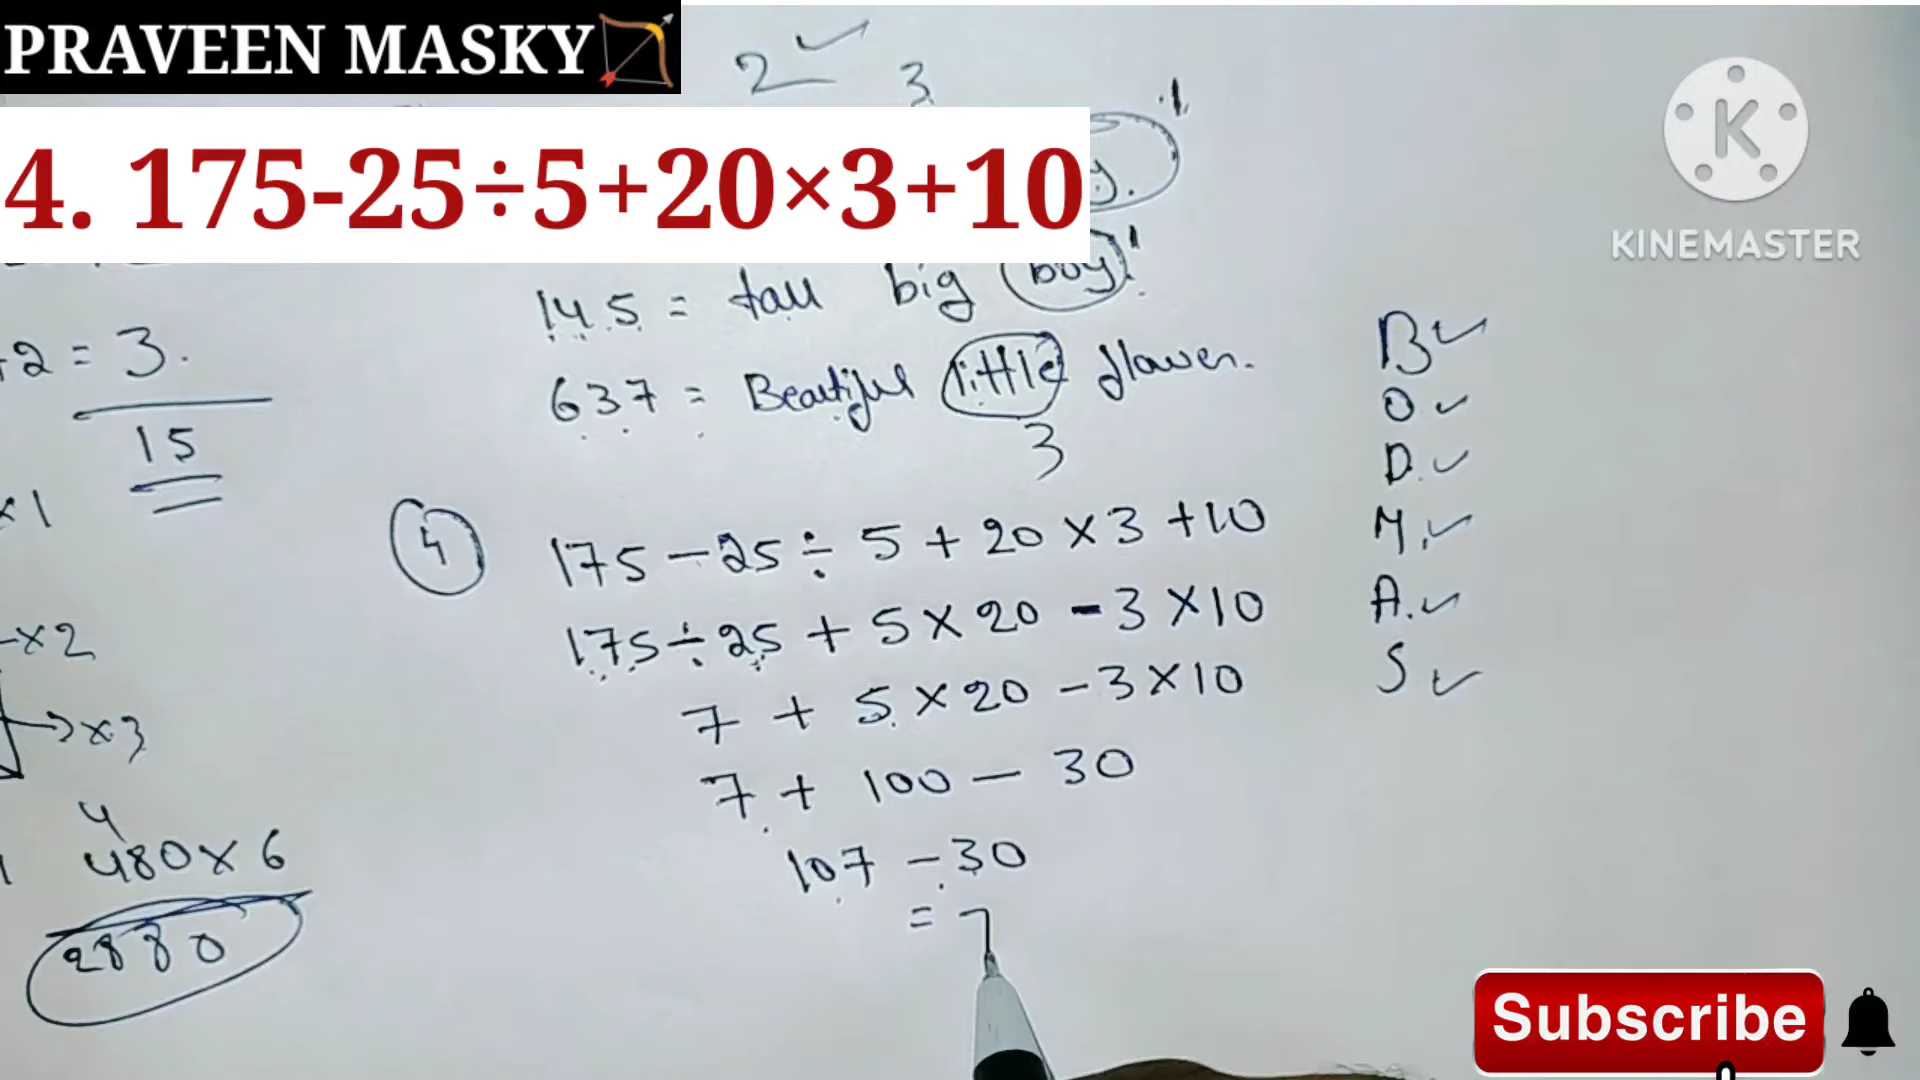 PRAVEEN MASKY
2 ✓
3
4. 175-25÷5+20×3+10
K
KINEMASTER
145 = tall big boy.
637 = Beautiful little flower.
3
+2 = 3.
15
×1
×2
→×3
4
480×6
2880
4
175-25÷5+20×3+10
175÷25+5×20-3×10
7+5×20-3×10
7+100-30
107-30
= 7
B ✓
O ✓
D. ✓
M. ✓
A. ✓
S ✓
Subscribe